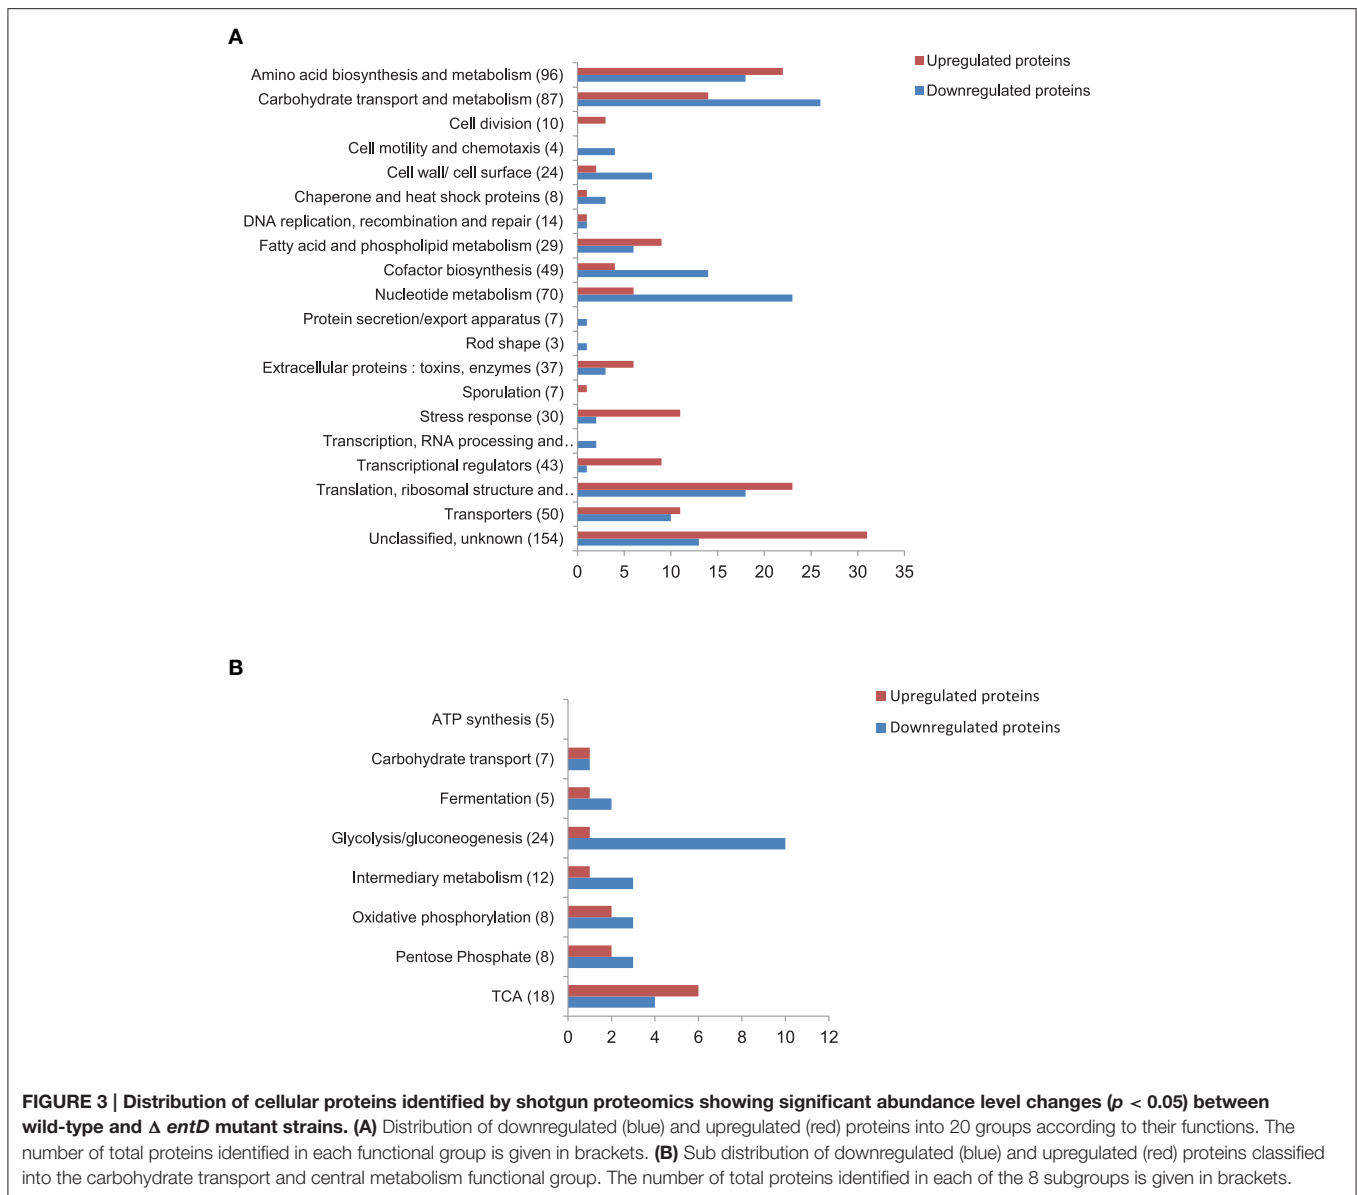 A
Upregulated proteins
Downregulated proteins
Amino acid biosynthesis and metabolism (96)
Carbohydrate transport and metabolism (87)
Cell division (10)
Cell motility and chemotaxis (4)
Cell wall/ cell surface (24)
Chaperone and heat shock proteins (8)
DNA replication, recombination and repair (14)
Fatty acid and phospholipid metabolism (29)
Cofactor biosynthesis (49)
Nucleotide metabolism (70)
Protein secretion/export apparatus (7)
Rod shape (3)
Extracellular proteins : toxins, enzymes (37)
Sporulation (7)
Stress response (30)
Transcription, RNA processing and..
Transcriptional regulators (43)
Translation, ribosomal structure and..
Transporters (50)
Unclassified, unknown (154)
0 5 10 15 20 25 30 35
B
Upregulated proteins
Downregulated proteins
ATP synthesis (5)
Carbohydrate transport (7)
Fermentation (5)
Glycolysis/gluconeogenesis (24)
Intermediary metabolism (12)
Oxidative phosphorylation (8)
Pentose Phosphate (8)
TCA (18)
0 2 4 6 8 10 12
FIGURE 3 | Distribution of cellular proteins identified by shotgun proteomics showing significant abundance level changes (p < 0.05) between
wild-type and Δ entD mutant strains. (A) Distribution of downregulated (blue) and upregulated (red) proteins into 20 groups according to their functions. The
number of total proteins identified in each functional group is given in brackets. (B) Sub distribution of downregulated (blue) and upregulated (red) proteins classified
into the carbohydrate transport and central metabolism functional group. The number of total proteins identified in each of the 8 subgroups is given in brackets.